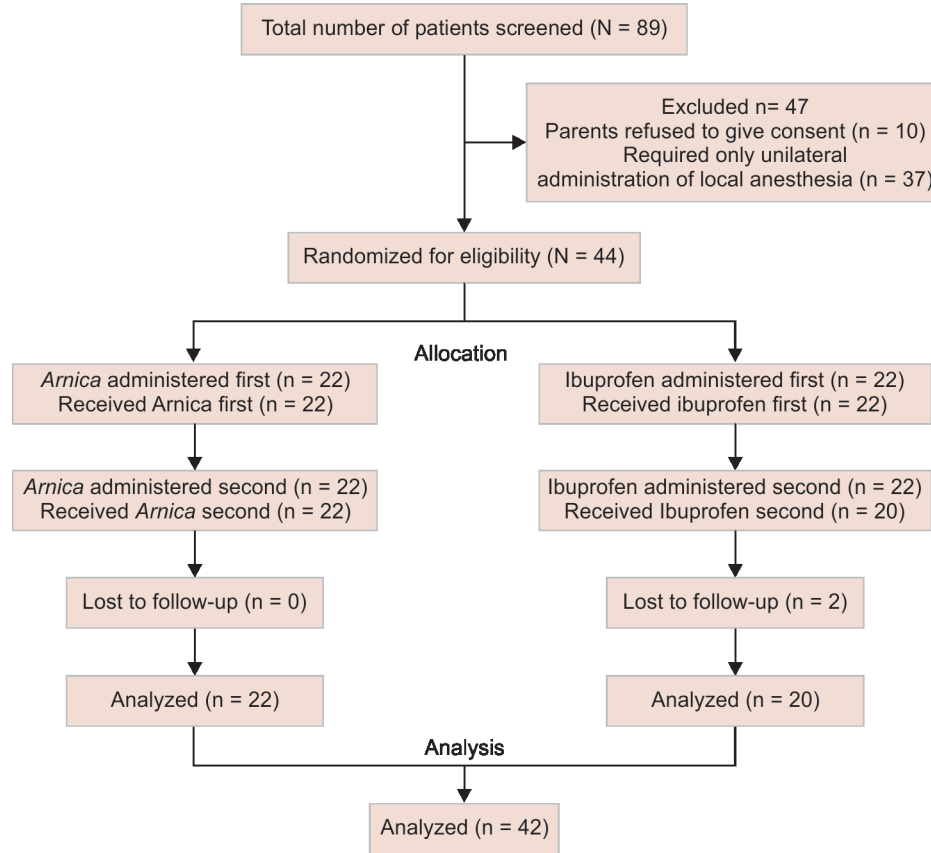 Total number of patients screened (N = 89)
Excluded n= 47
Parents refused to give consent (n = 10)
Required only unilateral
administration of local anesthesia (n = 37)
Randomized for eligibility (N = 44)
Allocation
Arnica administered first (n = 22)
Received Arnica first (n = 22)
Ibuprofen administered first (n = 22)
Received ibuprofen first (n = 22)
Arnica administered second (n = 22)
Received Arnica second (n = 22)
Ibuprofen administered second (n = 22)
Received Ibuprofen second (n = 20)
Lost to follow-up (n = 0)
Lost to follow-up (n = 2)
Analyzed (n = 22)
Analyzed (n = 20)
Analysis
Analyzed (n = 42)